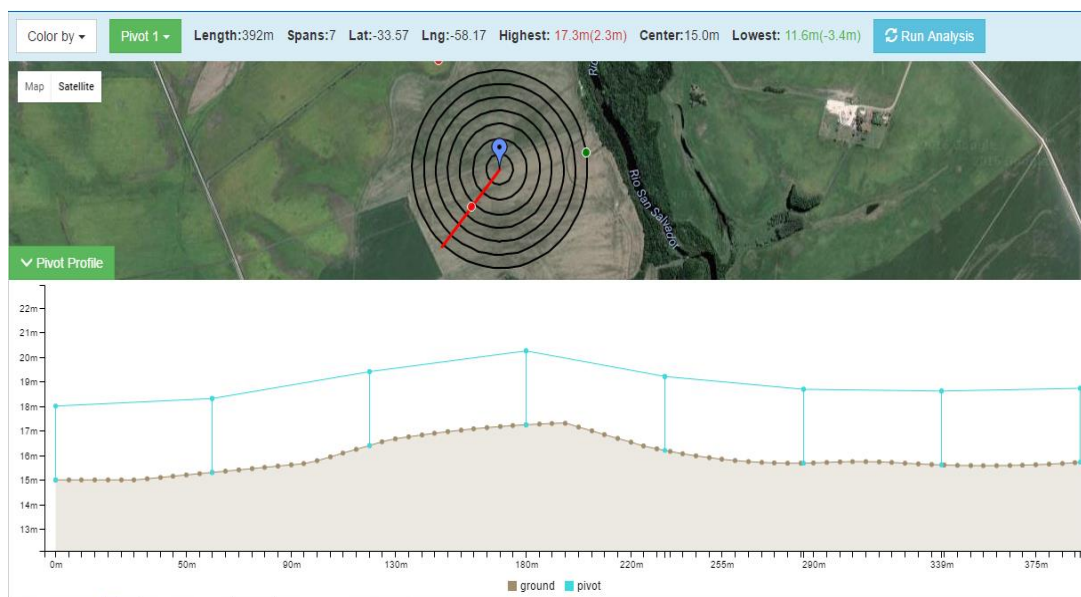 Color by Pivot 1 Length:392m Spans:7 Lat:-33.57 Lng:-58.17 Highest: 17.3m(2.3m) Center:15.0m Lowest: 11.6m(-3.4m) Run Analysis
Map Satellite
Río San Salvador
Pivot Profile
22m
21m
20m
19m
18m
17m
16m
15m
14m
13m
0m 50m 90m 130m 180m 220m 255m 290m 339m 375m
ground pivot